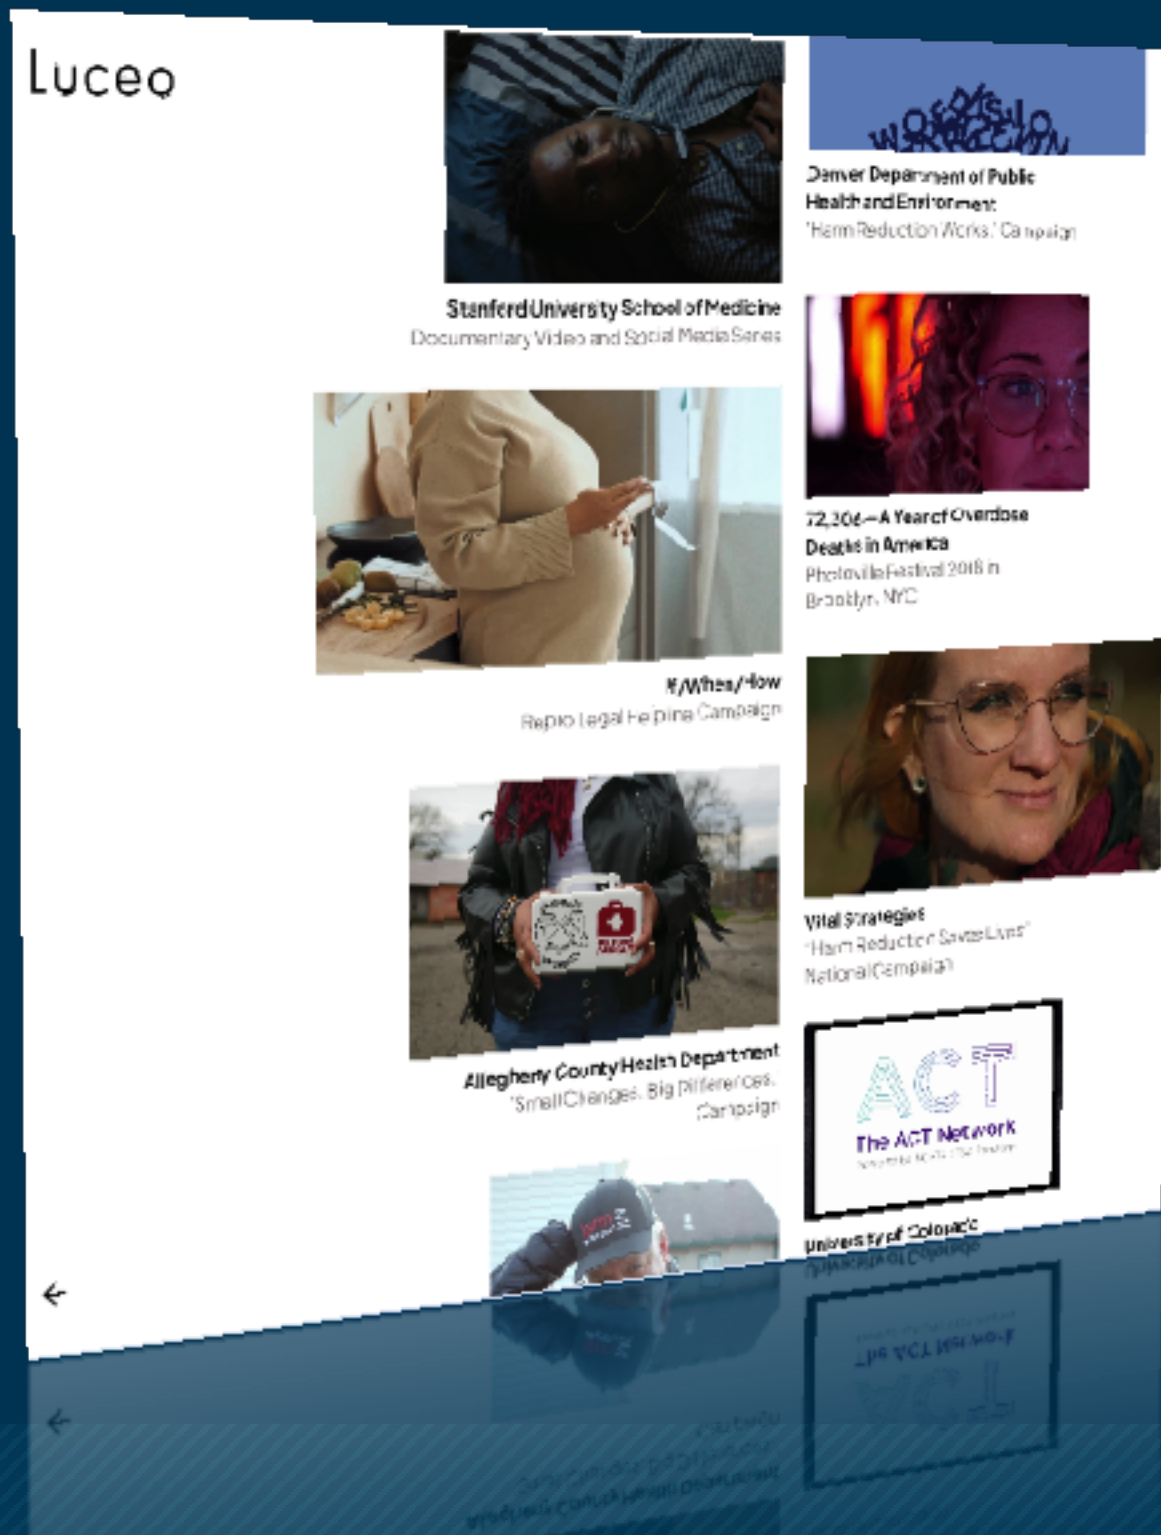 Luceo
Stanford University School of Medicine
Documentary Video and Social Media Series
If/When/How
Repro Legal Helpline Campaign
Allegheny County Health Department
"Small Changes. Big Differences."
Campaign
Denver Department of Public
Health and Environment
"Harm Reduction Works." Campaign
72,306—A Year of Overdose
Deaths in America
Photoville Festival 2018 in
Brooklyn, NYC
Vital Strategies
"Harm Reduction Saves Lives"
National Campaign
ACT
The ACT Network
University of Colorado